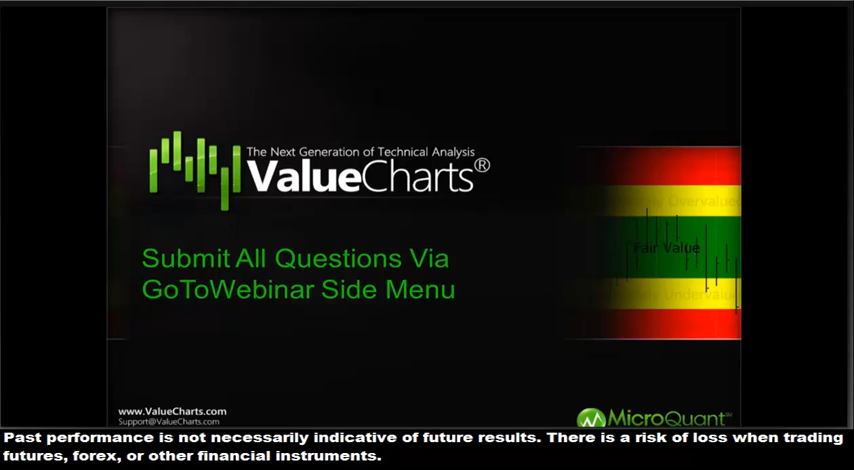 The Next Generation of Technical Analysis
ValueCharts®
Submit All Questions Via
GoToWebinar Side Menu
Overvalued
Fair Value
www.ValueCharts.com
Support@ValueCharts.com
MicroQuant℠
Past performance is not necessarily indicative of future results. There is a risk of loss when trading
futures, forex, or other financial instruments.